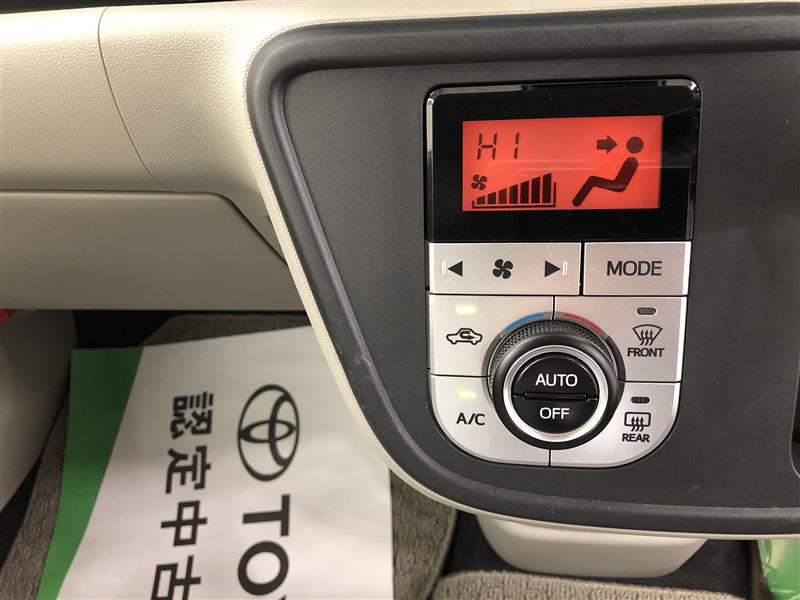 HI
MODE
FRONT
AUTO
OFF
A/C
REAR
認定中古
TO